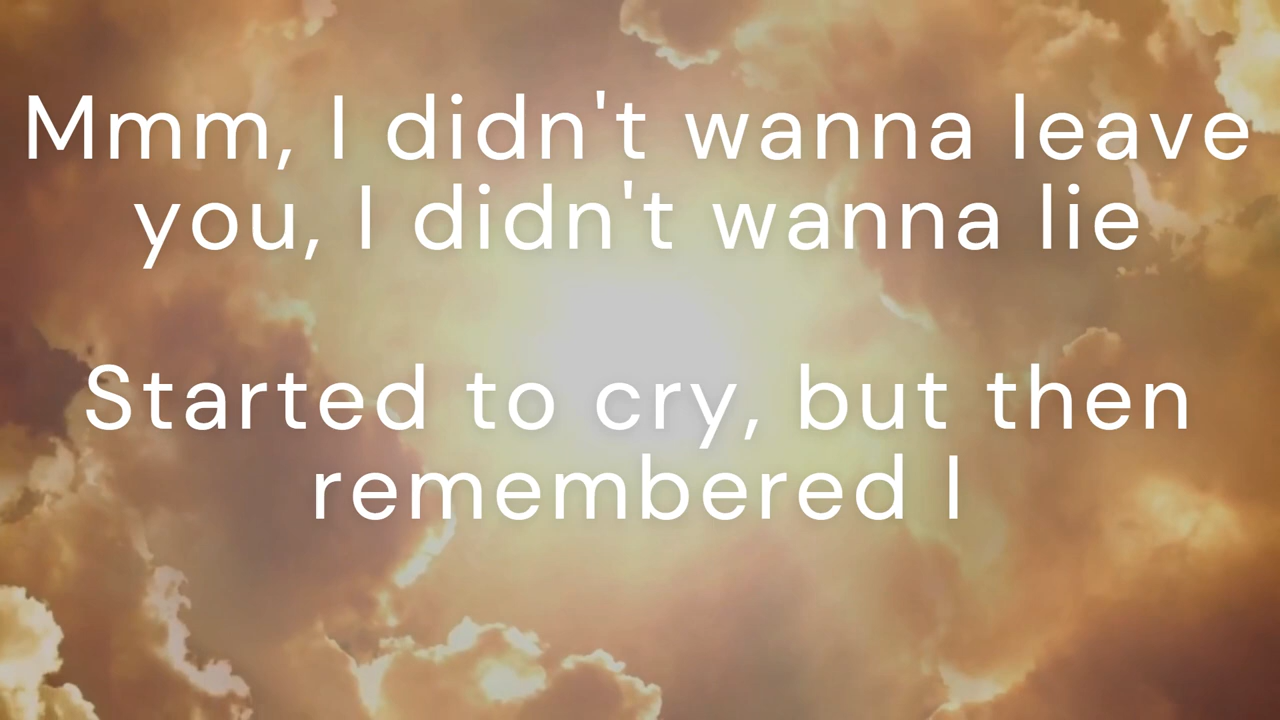 Mmm, I didn't wanna leave
you, I didn't wanna lie
Started to cry, but then
remembered I